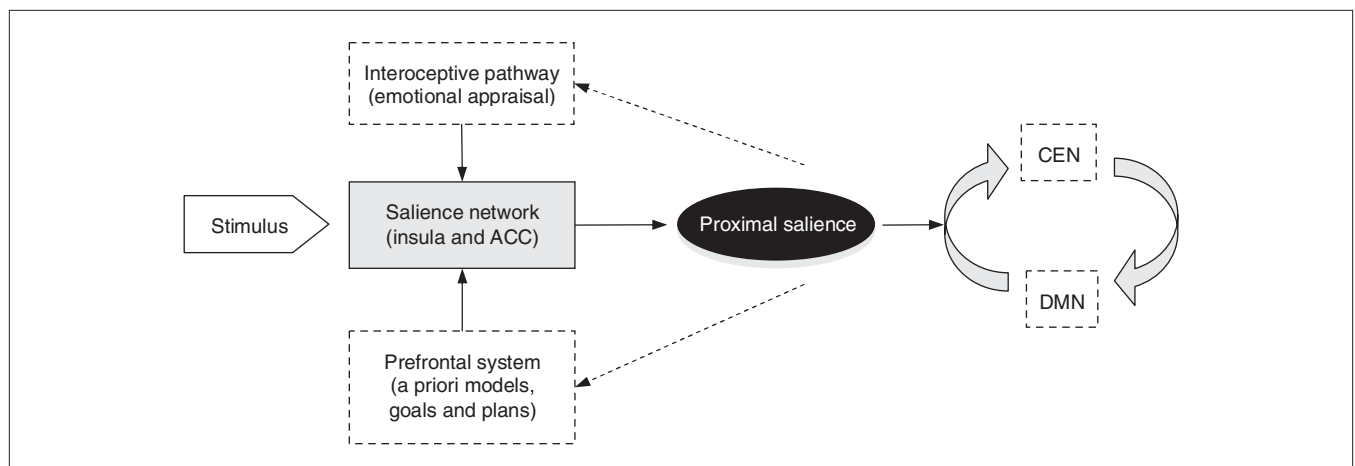 Interoceptive pathway
(emotional appraisal)
Stimulus
Salience network
(insula and ACC)
Proximal salience
CEN
DMN
Prefrontal system
(a priori models,
goals and plans)